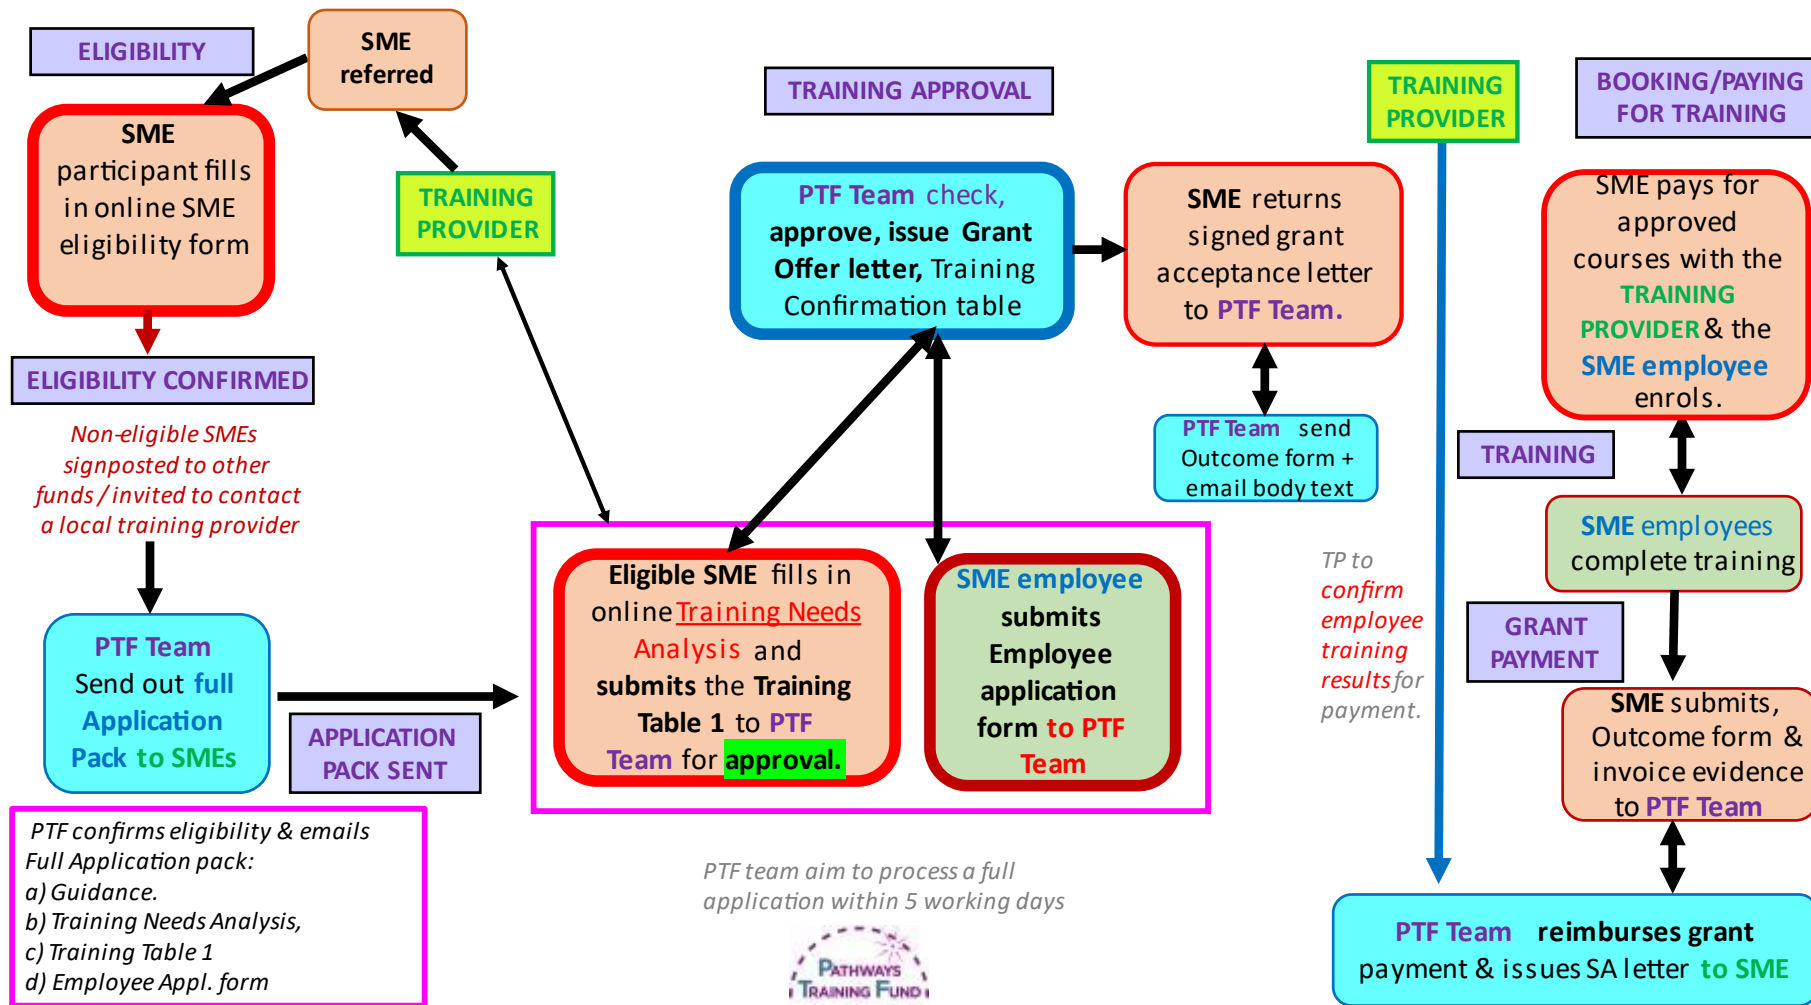 ELIGIBILITY
SME
referred
SME
participant fills
in online SME
eligibility form
TRAINING
PROVIDER
ELIGIBILITY CONFIRMED
Non-eligible SMEs
signposted to other
funds / invited to contact
a local training provider
PTF Team
Send out full
Application
Pack to SMEs
APPLICATION
PACK SENT
PTF confirms eligibility & emails
Full Application pack:
a) Guidance.
b) Training Needs Analysis,
c) Training Table 1
d) Employee Appl. form
TRAINING APPROVAL
PTF Team check,
approve, issue Grant
Offer letter, Training
Confirmation table
SME returns
signed grant
acceptance letter
to PTF Team.
PTF Team send
Outcome form +
email body text
Eligible SME fills in
online Training Needs
Analysis and
submits the Training
Table 1 to PTF
Team for approval.
SME employee
submits
Employee
application
form to PTF
Team
PTF team aim to process a full
application within 5 working days
PATHWAYS
TRAINING FUND
TRAINING
PROVIDER
TP to
confirm
employee
training
results for
payment.
BOOKING/PAYING
FOR TRAINING
SME pays for
approved
courses with the
TRAINING
PROVIDER & the
SME employee
enrols.
TRAINING
SME employees
complete training
GRANT
PAYMENT
SME submits,
Outcome form &
invoice evidence
to PTF Team
PTF Team reimburses grant
payment & issues SA letter to SME